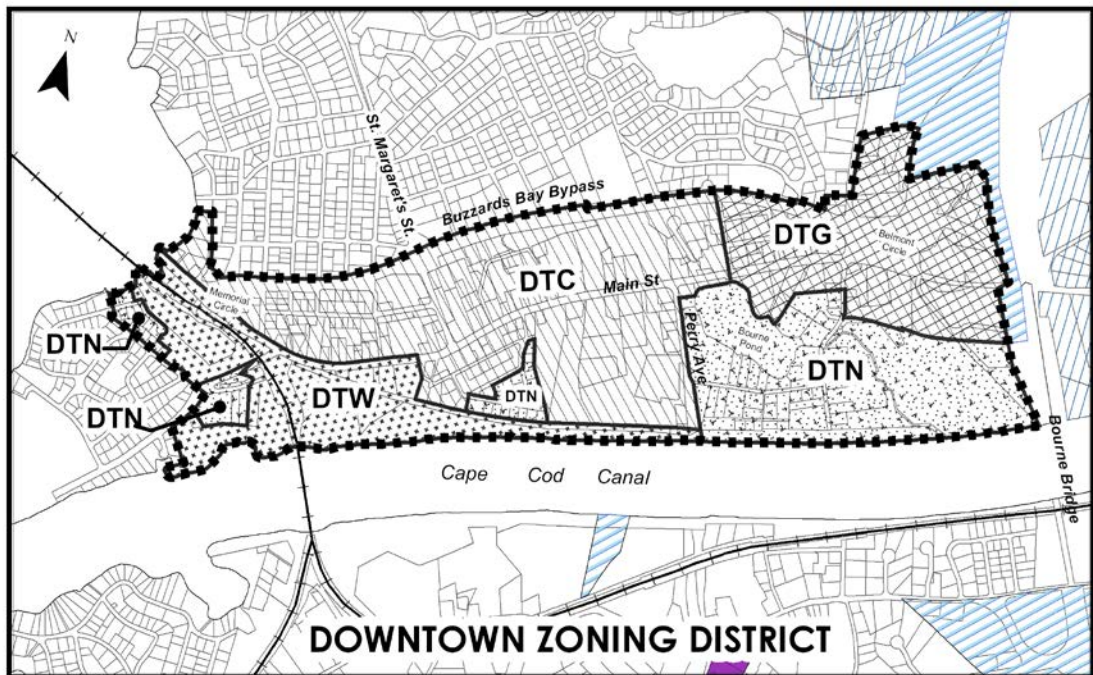 N
St. Margaret's St.
Buzzards Bay Bypass
DTG
Belmont
Circle
DTC
Main St
Memorial
Circle
DTN
Perry Ave
Bourne
Pond
DTN
DTW
DTN
DTN
Cape Cod Canal
Bourne Bridge
DOWNTOWN ZONING DISTRICT